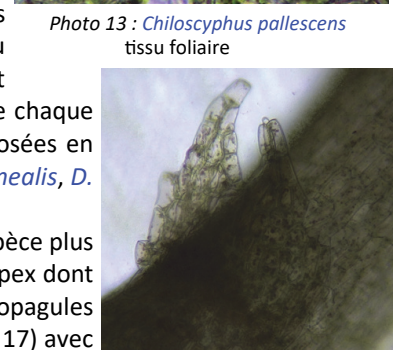 s
Photo 13 : Chiloscyphus pallescens
tissu foliaire
u
t
e chaque
osées en
nealis, D.
pèce plus
pex dont
opagules
17) avec